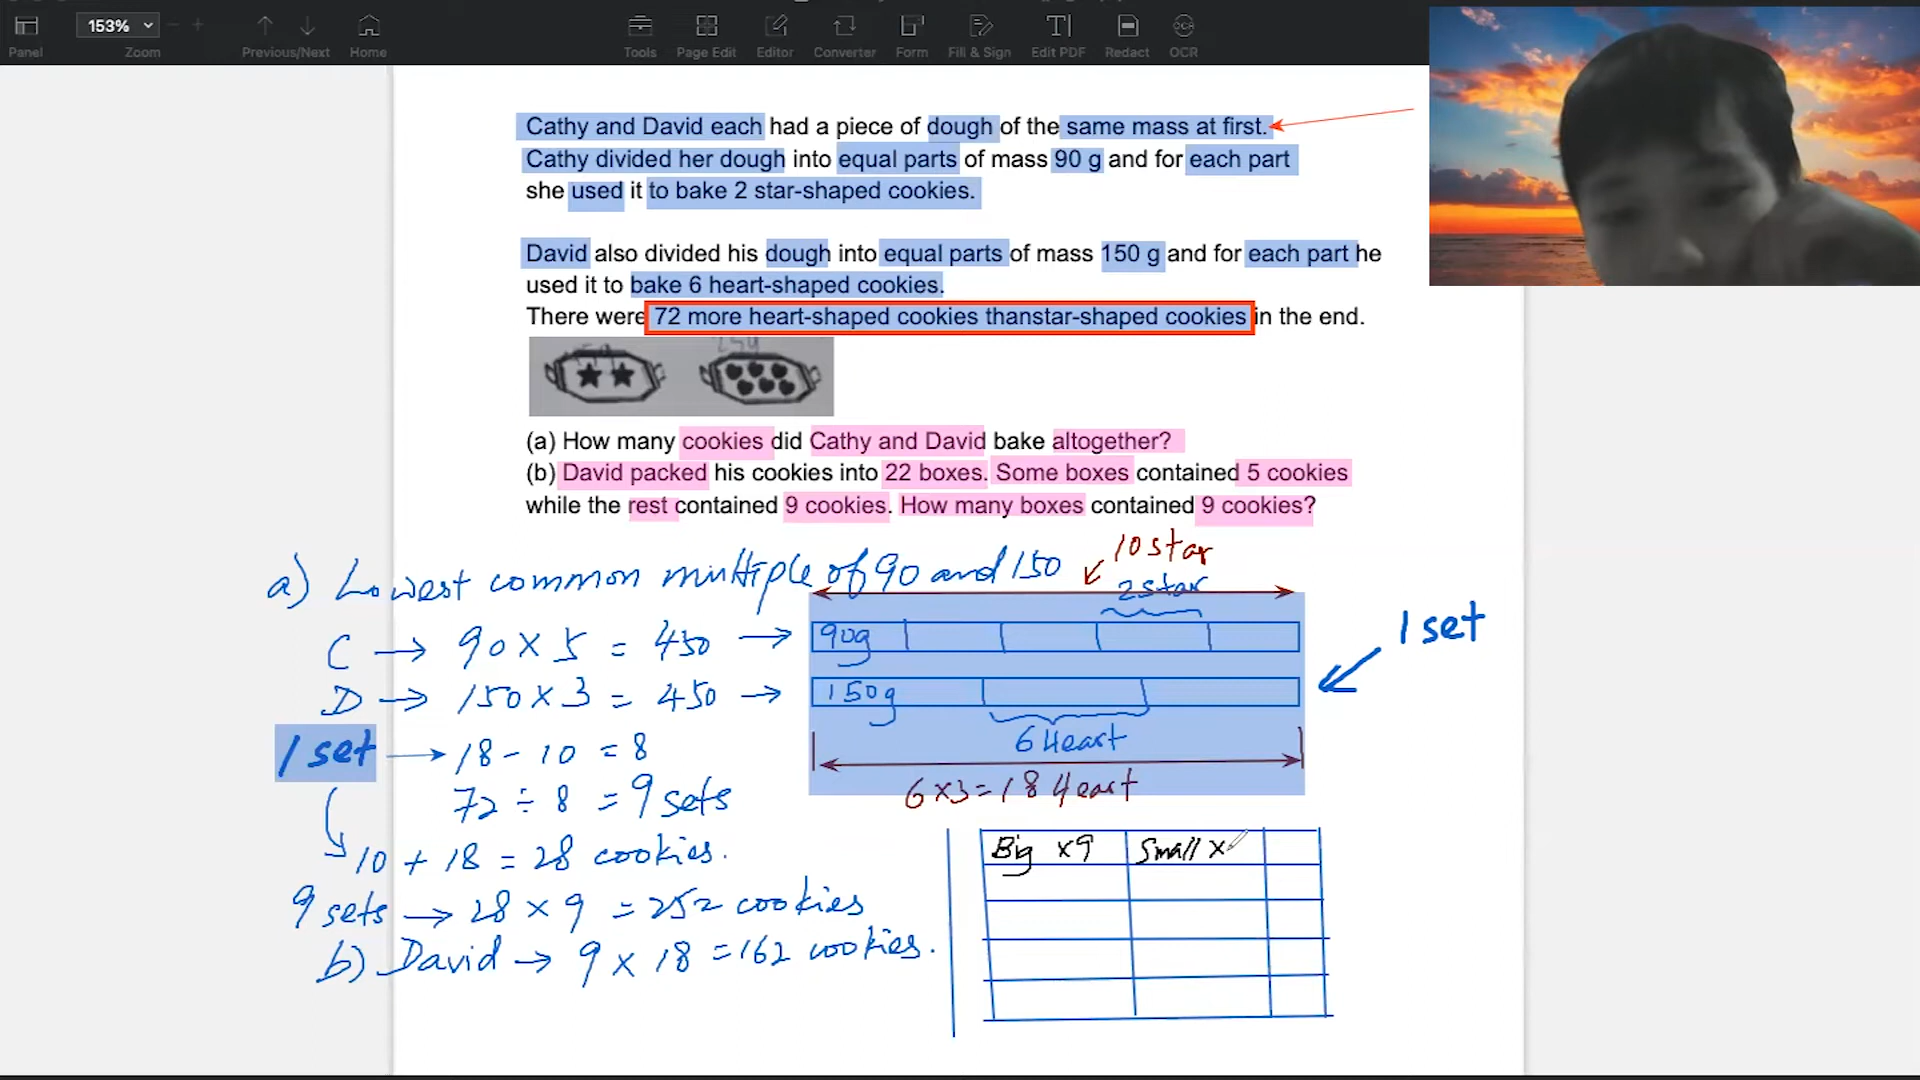 153%
Panel
Zoom
Previous/Next
Home
Tools
Page Edit
Editor
Converter
Form
Fill & Sign
Edit PDF
Redact
OCR
OCR
Cathy and David each had a piece of dough of the same mass at first.
Cathy divided her dough into equal parts of mass 90 g and for each part
she used it to bake 2 star-shaped cookies.
David also divided his dough into equal parts of mass 150 g and for each part he
used it to bake 6 heart-shaped cookies.
There were 72 more heart-shaped cookies thanstar-shaped cookies in the end.
(a) How many cookies did Cathy and David bake altogether?
(b) David packed his cookies into 22 boxes. Some boxes contained 5 cookies
while the rest contained 9 cookies. How many boxes contained 9 cookies?
a) Lowest common multiple of 90 and 150
10 star
2 star
C → 90 × 5 = 450 → 90g
1 set
D → 150 × 3 = 450 → 150g
6 Heart
6×3=18 Heart
1 set → 18 - 10 = 8
72 ÷ 8 = 9 sets
10 + 18 = 28 cookies.
9 sets → 28 × 9 = 252 cookies
b) David → 9 × 18 = 162 cookies.
Big ×9
Small ×